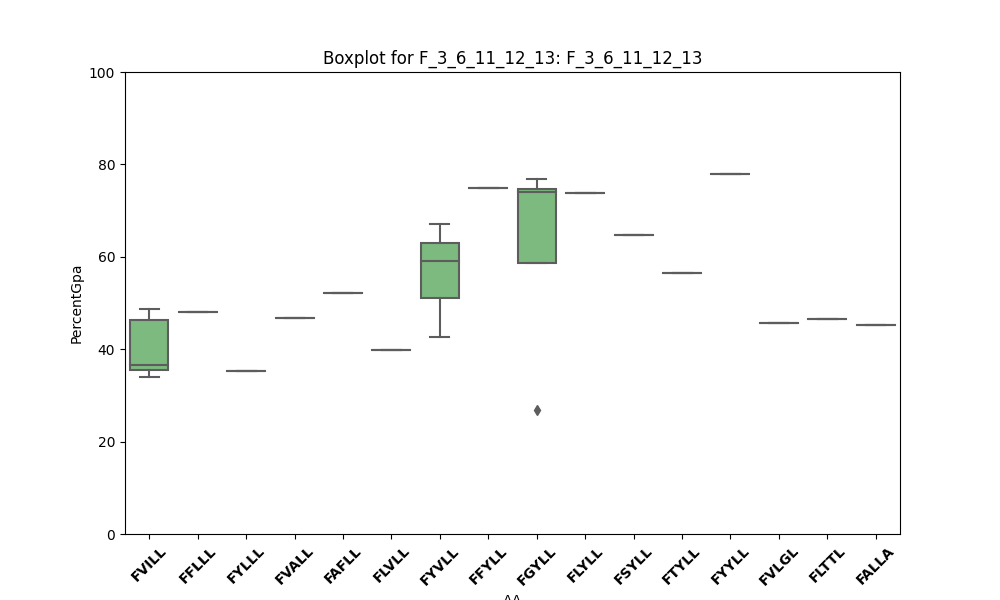 Boxplot for F_3_6_11_12_13: F_3_6_11_12_13
100
80
60
40
20
0
PercentGpa
FVILL FFLLL FYLLL FVALL FAFLL FLVLL FYVLL FFYLL FGYLL FLYLL FSYLL FTYLL FYYLL FVLGL FLTTL FALLA
AA